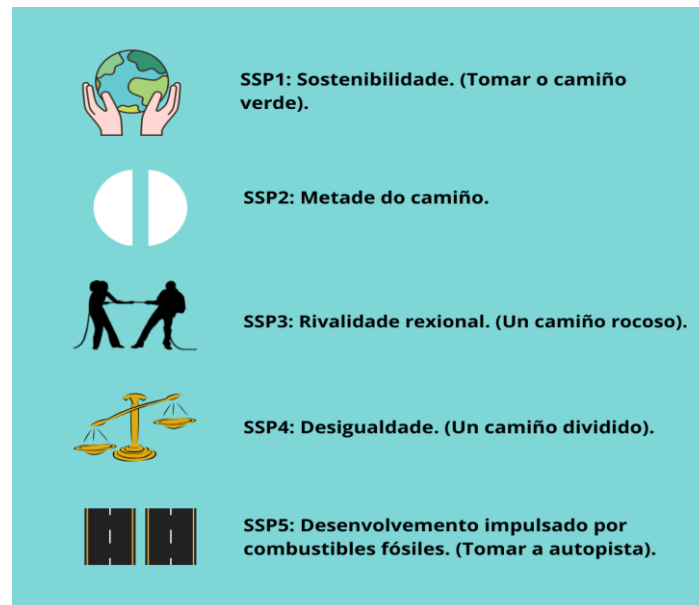 SSP1: Sostenibilidade. (Tomar o camiño
verde).
SSP2: Metade do camiño.
SSP3: Rivalidade rexional. (Un camiño rocoso).
SSP4: Desigualdade. (Un camiño dividido).
SSP5: Desenvolvemento impulsado por
combustibles fósiles. (Tomar a autopista).